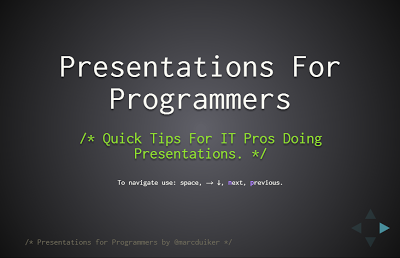 Presentations For
Programmers
/* Quick Tips For IT Pros Doing
Presentations. */
To navigate use: space, → ↓, next, previous.
/* Presentations for Programmers by @marcduiker */